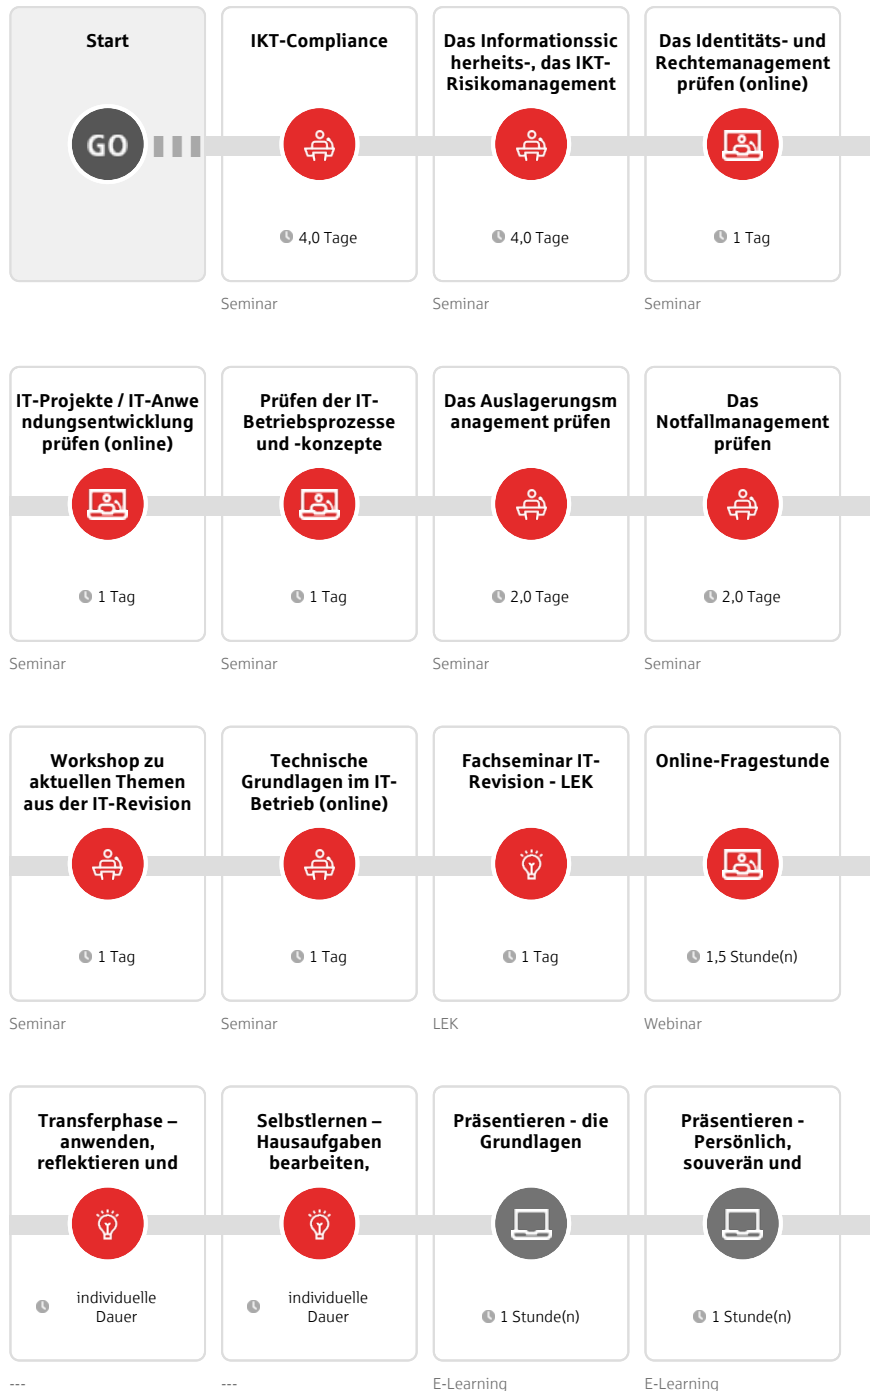 Start
GO
IKT-Compliance
4,0 Tage
Seminar
Das Informationssic
herheits-, das IKT-
Risikomanagement
4,0 Tage
Seminar
Das Identitäts- und
Rechtemanagement
prüfen (online)
1 Tag
Seminar
IT-Projekte / IT-Anwe
ndungsentwicklung
prüfen (online)
1 Tag
Seminar
Prüfen der IT-
Betriebsprozesse
und -konzepte
1 Tag
Seminar
Das Auslagerungsm
anagement prüfen
2,0 Tage
Seminar
Das
Notfallmanagement
prüfen
2,0 Tage
Seminar
Workshop zu
aktuellen Themen
aus der IT-Revision
1 Tag
Seminar
Technische
Grundlagen im IT-
Betrieb (online)
1 Tag
Seminar
Fachseminar IT-
Revision - LEK
1 Tag
LEK
Online-Fragestunde
1,5 Stunde(n)
Webinar
Transferphase –
anwenden,
reflektieren und
individuelle
Dauer
---
Selbstlernen –
Hausaufgaben
bearbeiten,
individuelle
Dauer
---
Präsentieren - die
Grundlagen
1 Stunde(n)
E-Learning
Präsentieren -
Persönlich,
souverän und
1 Stunde(n)
E-Learning